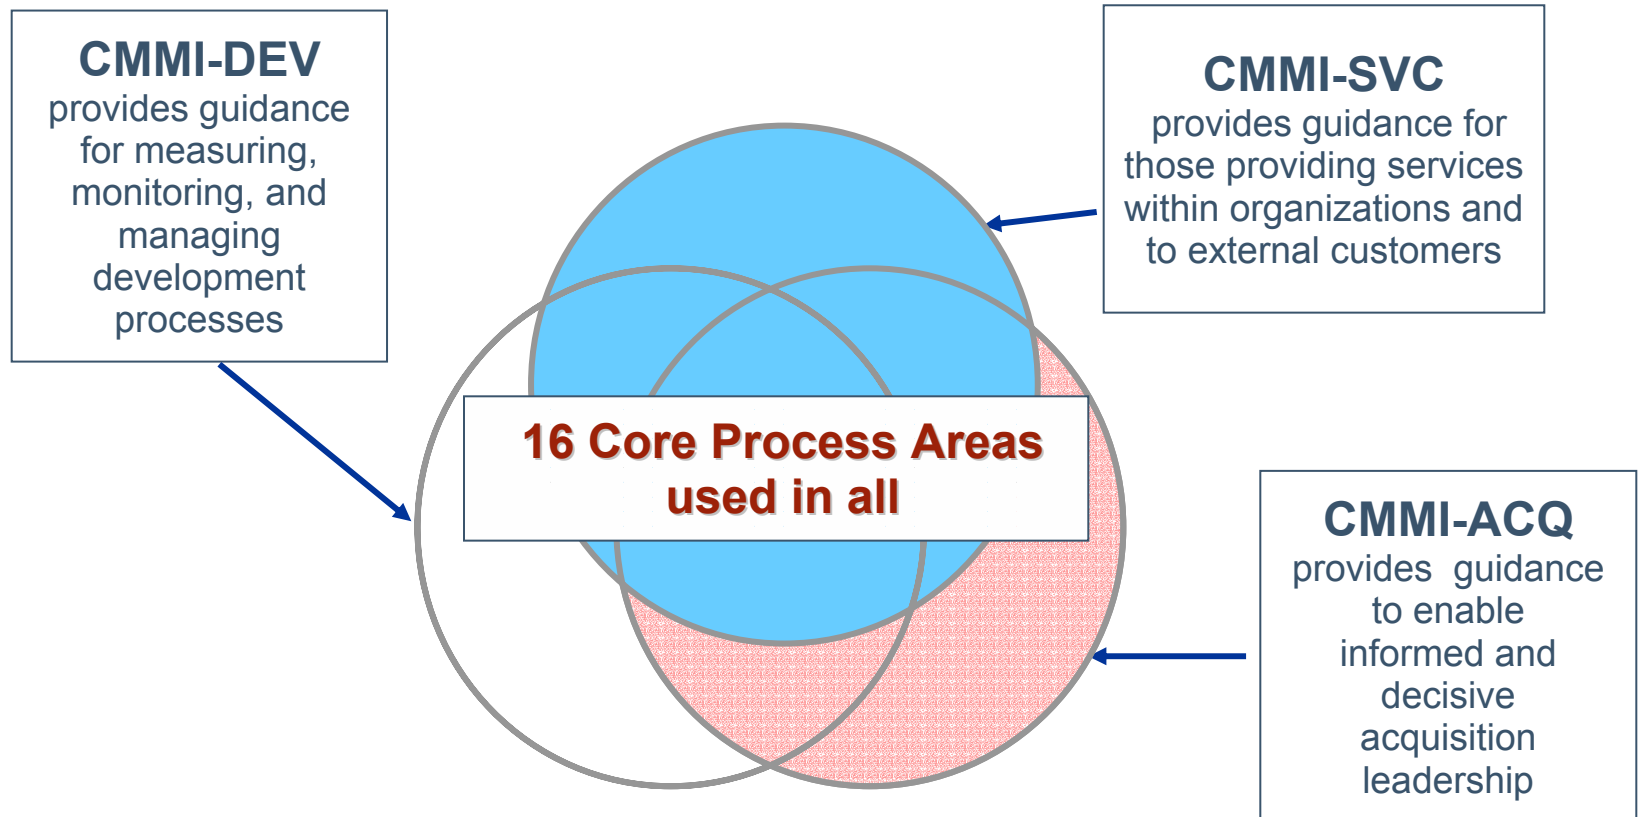 CMMI-DEV
provides guidance
for measuring,
monitoring, and
managing
development
processes
CMMI-SVC
provides guidance for
those providing services
within organizations and
to external customers
16 Core Process Areas
used in all
CMMI-ACQ
provides guidance
to enable
informed and
decisive
acquisition
leadership